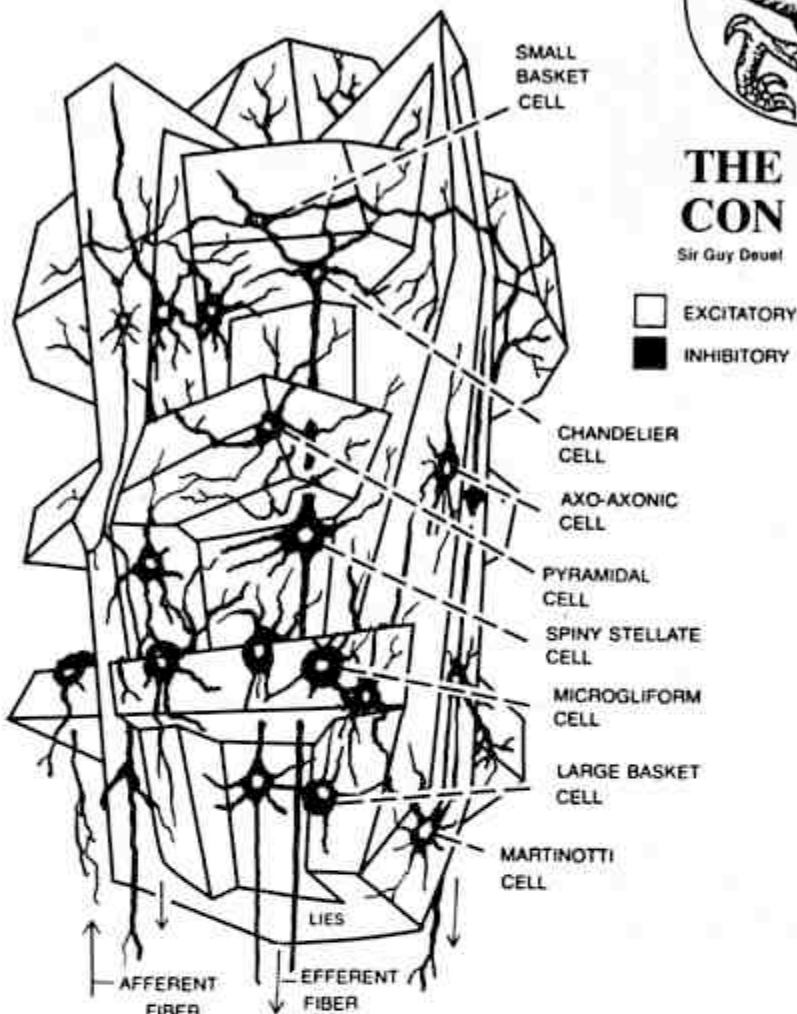 SMALL
BASKET
CELL
THE
CON
Sir Guy Deuel
EXCITATORY
INHIBITORY
CHANDELIER
CELL
AXO-AXONIC
CELL
PYRAMIDAL
CELL
SPINY STELLATE
CELL
MICROGLIFORM
CELL
LARGE BASKET
CELL
MARTINOTTI
CELL
LIES
AFFERENT
FIBER
EFFERENT
FIBER